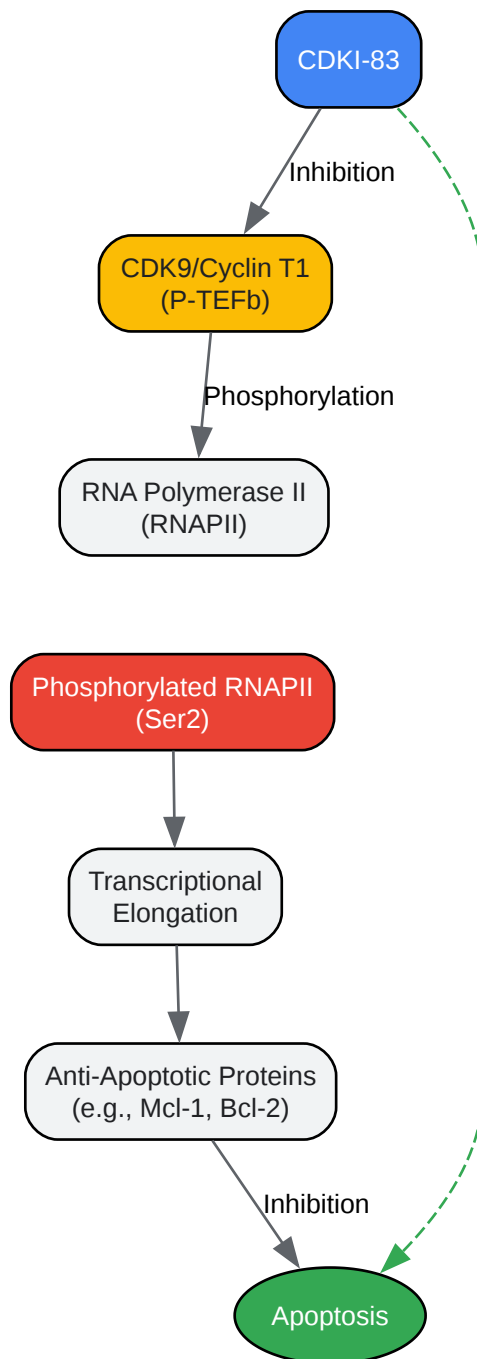 CDKI-83
Inhibition
CDK9/Cyclin T1
(P-TEFb)
Phosphorylation
RNA Polymerase II
(RNAPII)
Phosphorylated RNAPII
(Ser2)
Transcriptional
Elongation
Anti-Apoptotic Proteins
(e.g., Mcl-1, Bcl-2)
Inhibition
Apoptosis